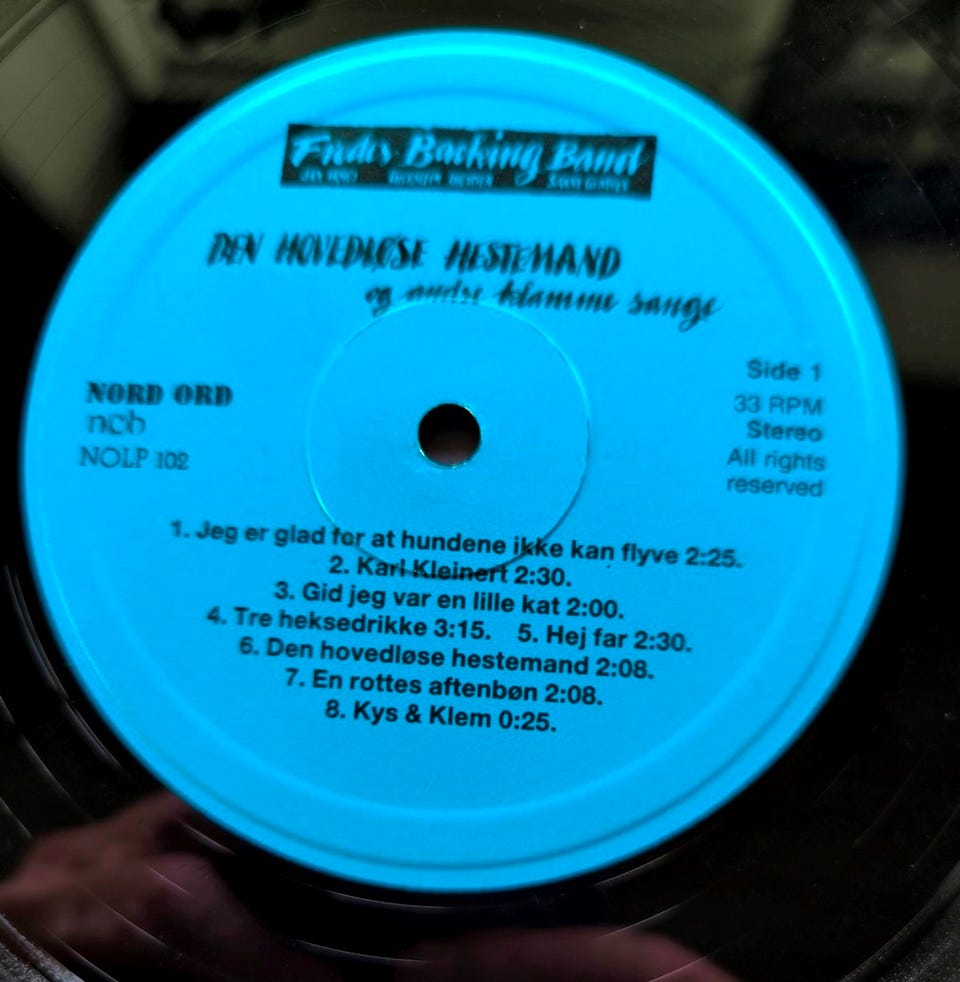 Fredes Backing Band
DEN HOVEDLØSE HESTEMAND
og andre klamme sange
NORD ORD
ncb
NOLP 102
Side 1
33 RPM
Stereo
All rights
reserved
1. Jeg er glad for at hundene ikke kan flyve 2:25.
2. Karl Kleinert 2:30.
3. Gid jeg var en lille kat 2:00.
4. Tre heksedrikke 3:15. 5. Hej far 2:30.
6. Den hovedløse hestemand 2:08.
7. En rottes aftenbøn 2:08.
8. Kys & Klem 0:25.